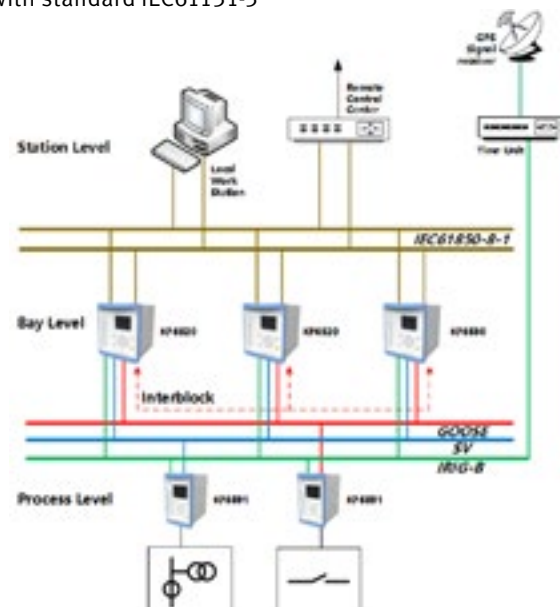 with standard IEC61131-3
GPS
Signal
receiver
Remote
Control
Center
Station Level
Local
Work
Station
Time Unit
IEC61850-8-1
Bay Level
Interblock
GOOSE
SV
IRIG-B
Process Level